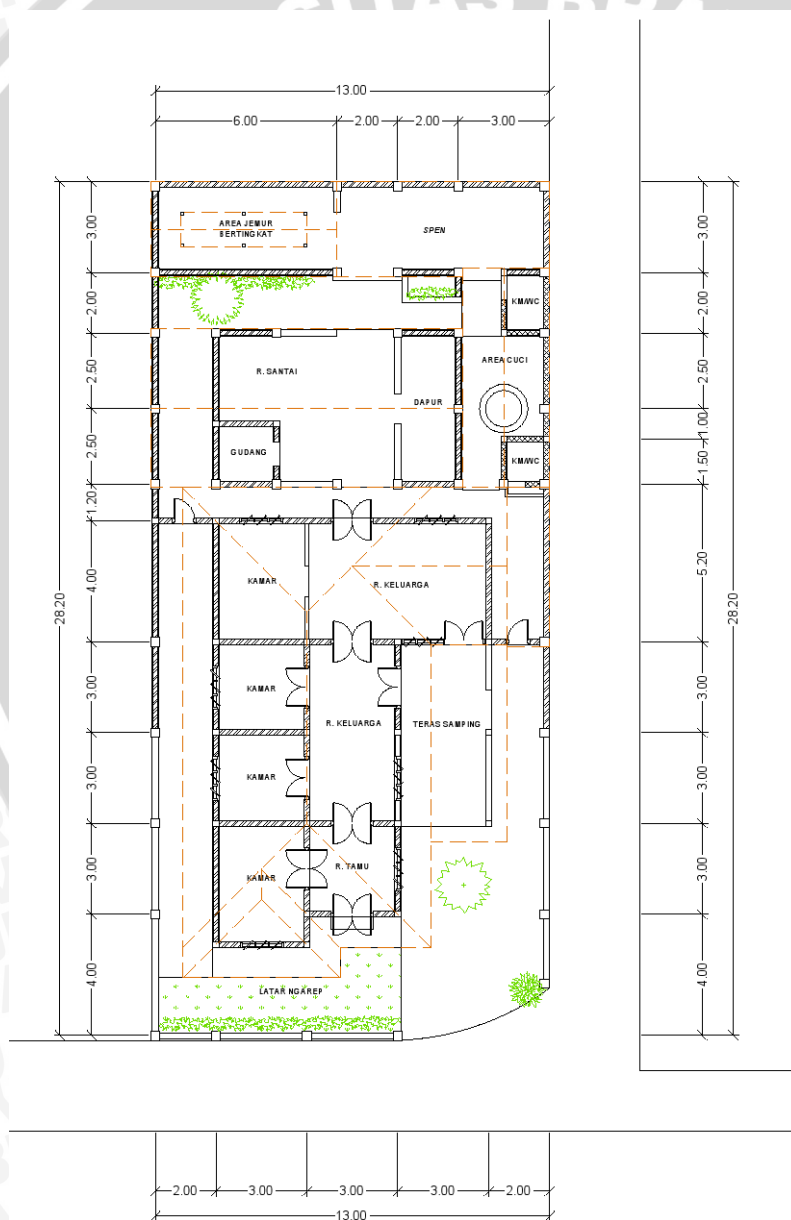 13.00
6.00 2.00 2.00 3.00
AREA JEMUR
BERTINGKAT
SPEN
KM/WC
R. SANTAI
AREA CUCI
DAPUR
GUDANG
KM/WC
KAMAR
R. KELUARGA
KAMAR
R. KELUARGA
TERAS SAMPING
KAMAR
KAMAR
R. TAMU
LATAR NGAREP
28.20
3.00
2.00
2.50
2.50
1.20
4.00
3.00
3.00
3.00
4.00
3.00
2.00
2.50
1.00
1.50
5.20
3.00
3.00
3.00
4.00
28.20
2.00 3.00 3.00 3.00 2.00
13.00